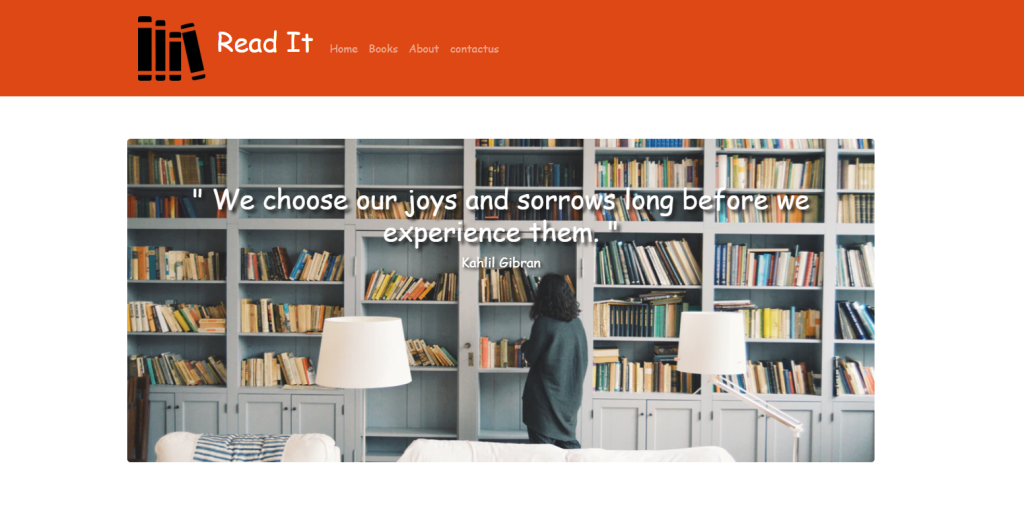 Read It
Home Books About contactus
" We choose our joys and sorrows long before we
experience them. "
Kahlil Gibran